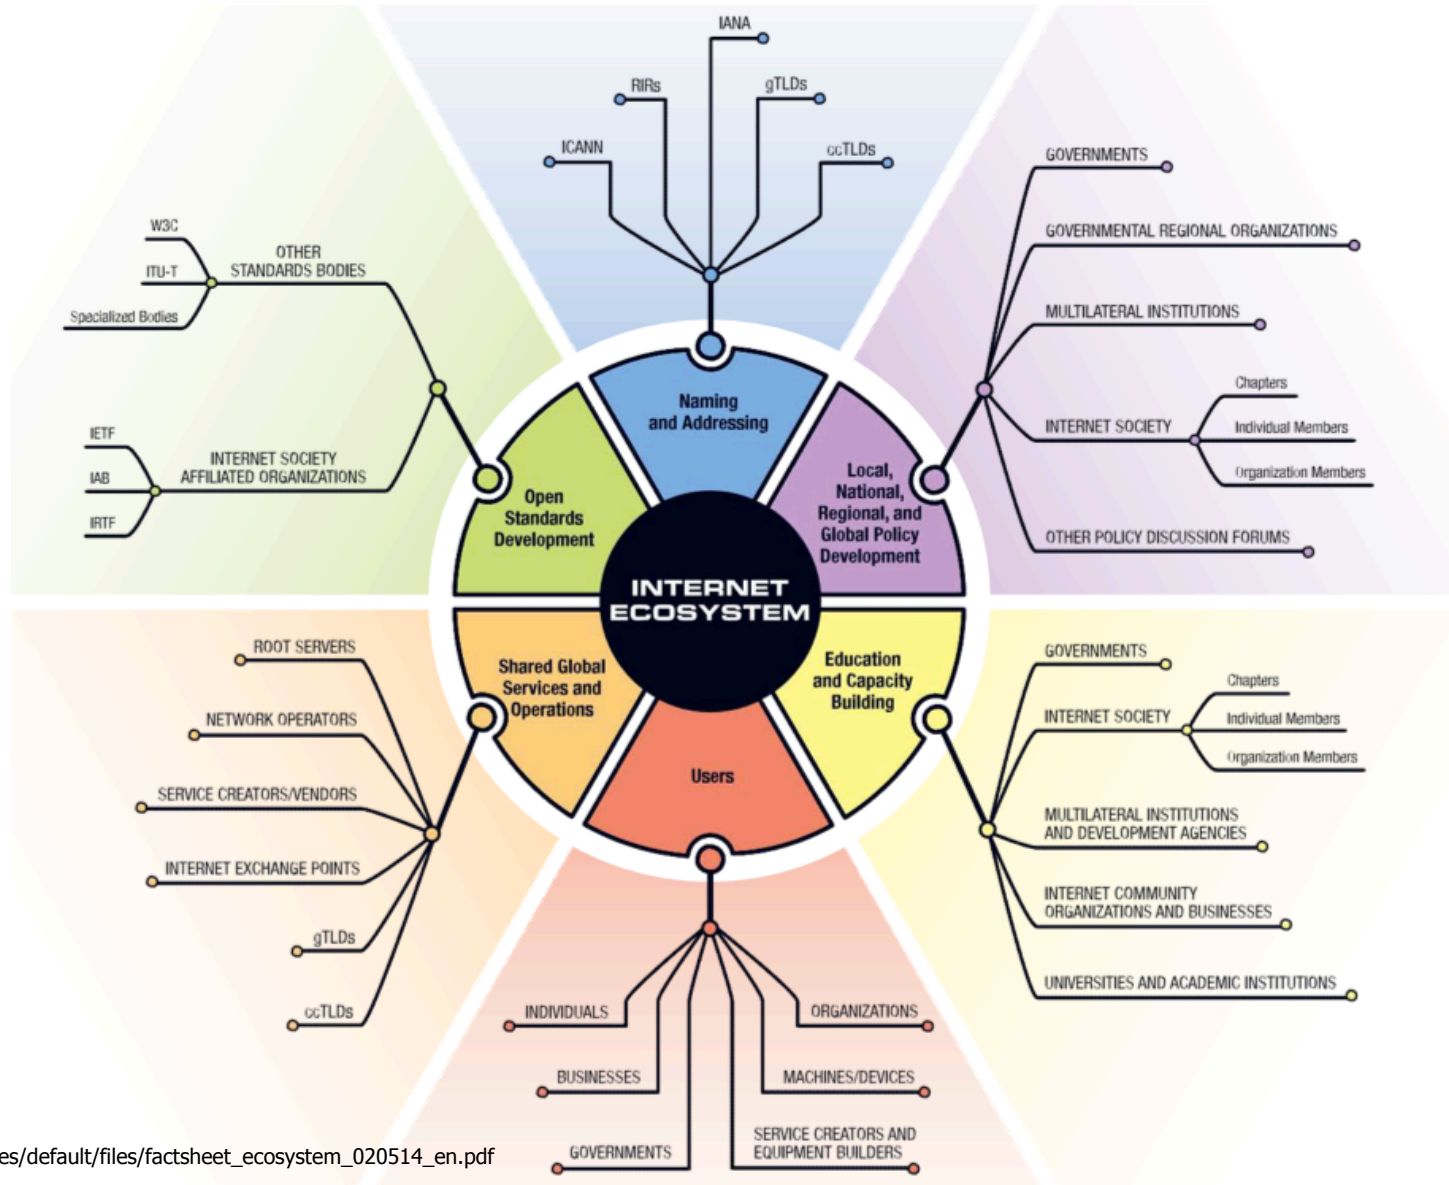 IANA
RIRs
gTLDs
ICANN
ccTLDs
W3C
ITU-T
Specialized Bodies
OTHER
STANDARDS BODIES
IETF
IAB
IRTF
INTERNET SOCIETY
AFFILIATED ORGANIZATIONS
GOVERNMENTS
GOVERNMENTAL REGIONAL ORGANIZATIONS
MULTILATERAL INSTITUTIONS
INTERNET SOCIETY
Chapters
Individual Members
Organization Members
OTHER POLICY DISCUSSION FORUMS
Naming
and Addressing
Open
Standards
Development
Local,
National,
Regional, and
Global Policy
Development
INTERNET
ECOSYSTEM
Shared Global
Services and
Operations
Users
Education
and Capacity
Building
ROOT SERVERS
NETWORK OPERATORS
SERVICE CREATORS/VENDORS
INTERNET EXCHANGE POINTS
gTLDs
ccTLDs
GOVERNMENTS
INTERNET SOCIETY
Chapters
Individual Members
Organization Members
MULTILATERAL INSTITUTIONS
AND DEVELOPMENT AGENCIES
INTERNET COMMUNITY
ORGANIZATIONS AND BUSINESSES
UNIVERSITIES AND ACADEMIC INSTITUTIONS
INDIVIDUALS
ORGANIZATIONS
BUSINESSES
MACHINES/DEVICES
GOVERNMENTS
SERVICE CREATORS AND
EQUIPMENT BUILDERS
es/default/files/factsheet_ecosystem_020514_en.pdf